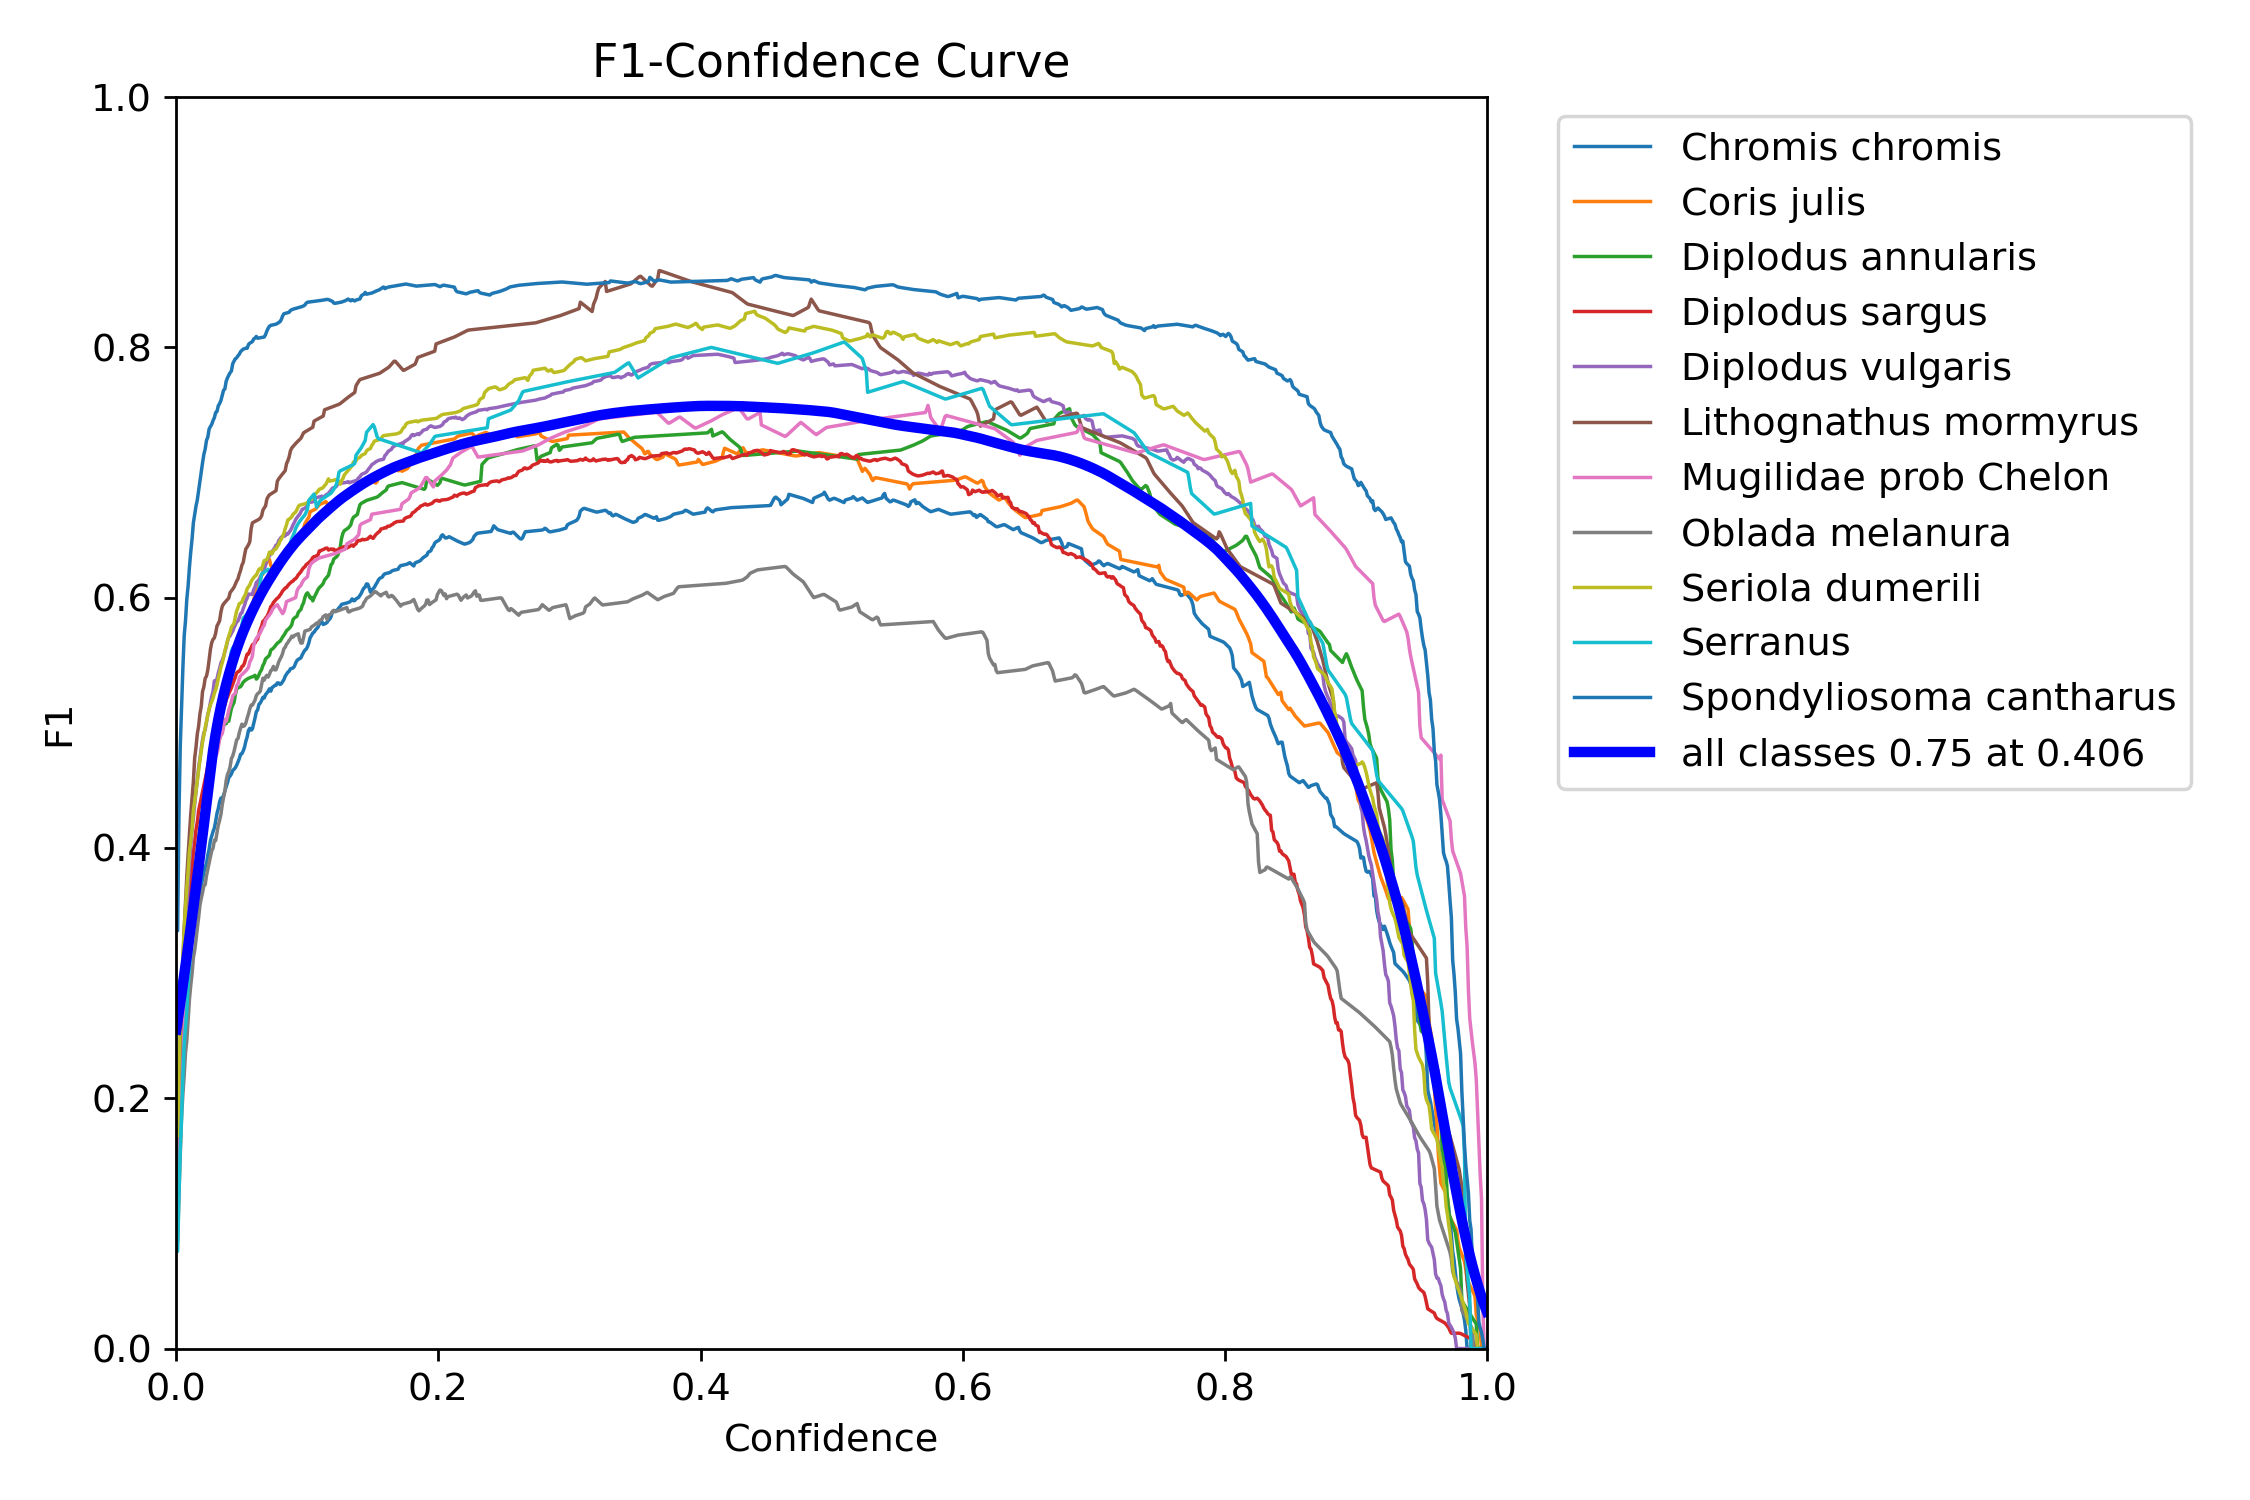 F1-Confidence Curve
1.0
0.8
0.6
0.4
0.2
0.0
F1
0.0 0.2 0.4 0.6 0.8 1.0
Confidence
Chromis chromis
Coris julis
Diplodus annularis
Diplodus sargus
Diplodus vulgaris
Lithognathus mormyrus
Mugilidae prob Chelon
Oblada melanura
Seriola dumerili
Serranus
Spondyliosoma cantharus
all classes 0.75 at 0.406